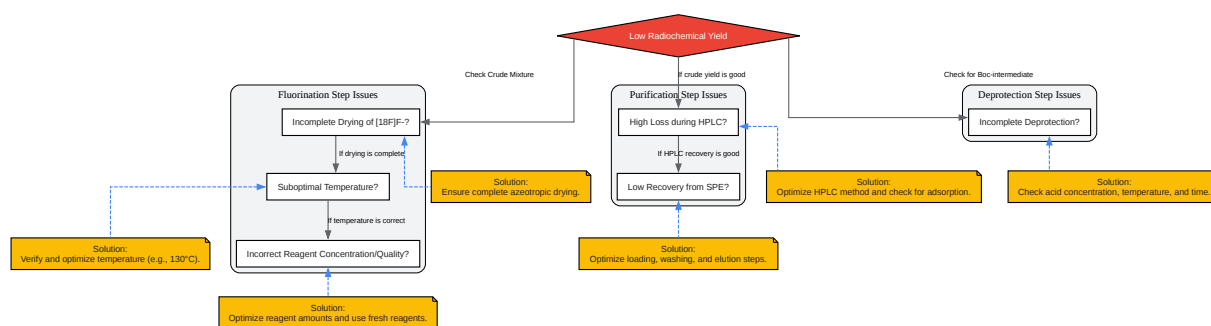 Low Radiochemical Yield
Check Crude Mixture
If crude yield is good
Check for Boc-intermediate
Fluorination Step Issues
Purification Step Issues
Deprotection Step Issues
Incomplete Drying of [18F]F-?
High Loss during HPLC?
Incomplete Deprotection?
If drying is complete
If HPLC recovery is good
Suboptimal Temperature?
Solution:
Ensure complete azeotropic drying.
Low Recovery from SPE?
Solution:
Optimize HPLC method and check for adsorption.
Solution:
Check acid concentration, temperature, and time.
If temperature is correct
Solution:
Verify and optimize temperature (e.g., 130°C).
Incorrect Reagent Concentration/Quality?
Solution:
Optimize loading, washing, and elution steps.
Solution:
Optimize reagent amounts and use fresh reagents.